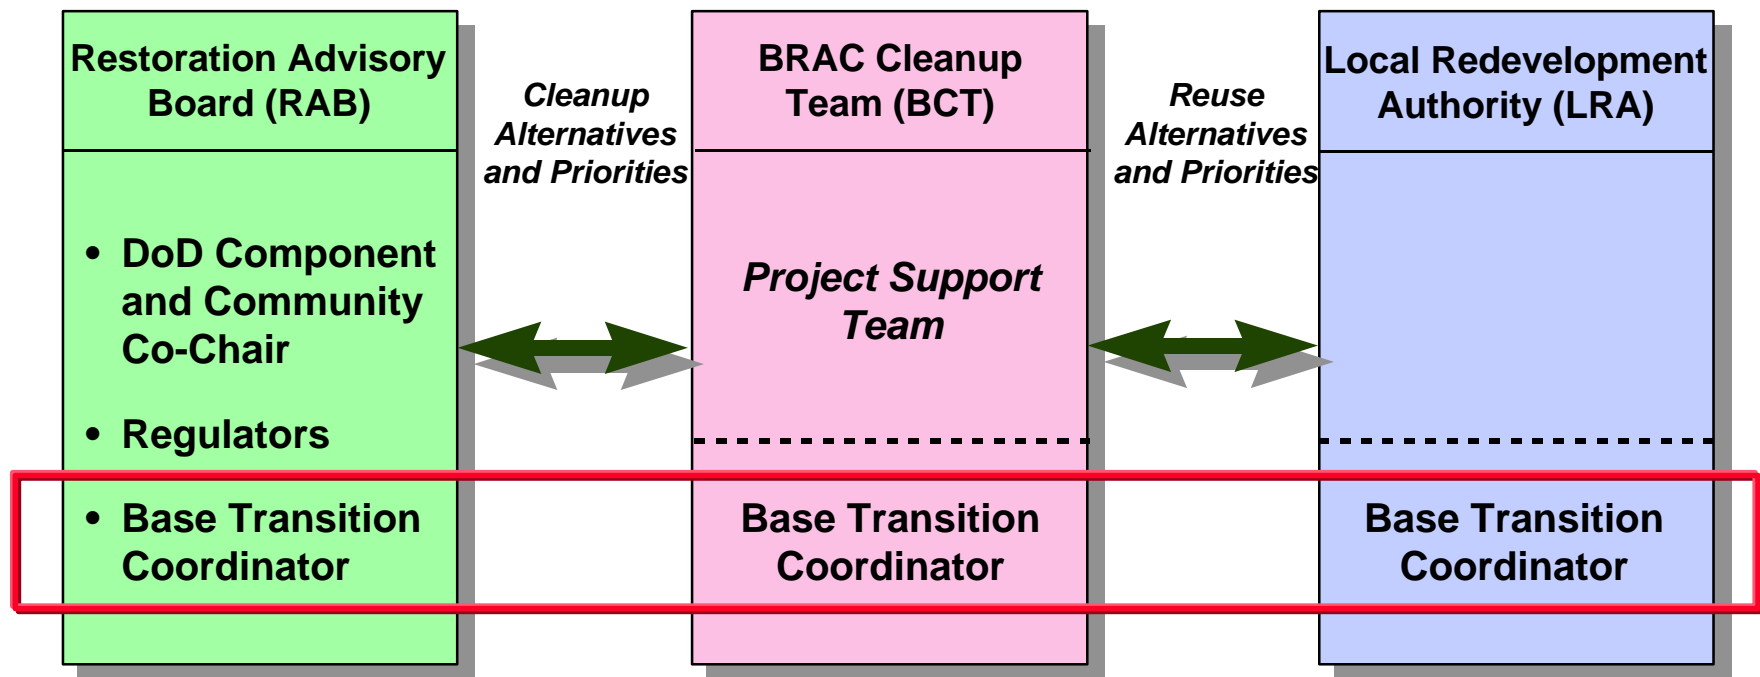 Restoration Advisory
Board (RAB)
Cleanup
Alternatives
and Priorities
BRAC Cleanup
Team (BCT)
Reuse
Alternatives
and Priorities
Local Redevelopment
Authority (LRA)
• DoD Component
and Community
Co-Chair
• Regulators
• Base Transition
Coordinator
Project Support
Team
Base Transition
Coordinator
Base Transition
Coordinator